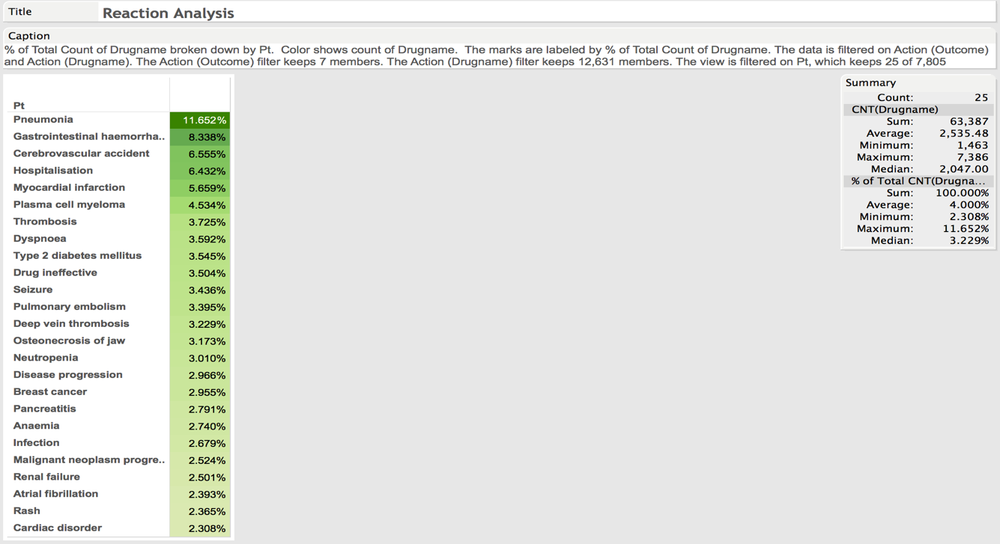 Title Reaction Analysis
Caption
% of Total Count of Drugname broken down by Pt.  Color shows count of Drugname.  The marks are labeled by % of Total Count of Drugname. The data is filtered on Action (Outcome)
and Action (Drugname). The Action (Outcome) filter keeps 7 members. The Action (Drugname) filter keeps 12,631 members. The view is filtered on Pt, which keeps 25 of 7,805
Pt
Pneumonia 11.652%
Gastrointestinal haemorrha.. 8.338%
Cerebrovascular accident 6.555%
Hospitalisation 6.432%
Myocardial infarction 5.659%
Plasma cell myeloma 4.534%
Thrombosis 3.725%
Dyspnoea 3.592%
Type 2 diabetes mellitus 3.545%
Drug ineffective 3.504%
Seizure 3.436%
Pulmonary embolism 3.395%
Deep vein thrombosis 3.229%
Osteonecrosis of jaw 3.173%
Neutropenia 3.010%
Disease progression 2.966%
Breast cancer 2.955%
Pancreatitis 2.791%
Anaemia 2.740%
Infection 2.679%
Malignant neoplasm progre.. 2.524%
Renal failure 2.501%
Atrial fibrillation 2.393%
Rash 2.365%
Cardiac disorder 2.308%
Summary
Count: 25
CNT(Drugname)
Sum: 63,387
Average: 2,535.48
Minimum: 1,463
Maximum: 7,386
Median: 2,047.00
% of Total CNT(Drugna...
Sum: 100.000%
Average: 4.000%
Minimum: 2.308%
Maximum: 11.652%
Median: 3.229%